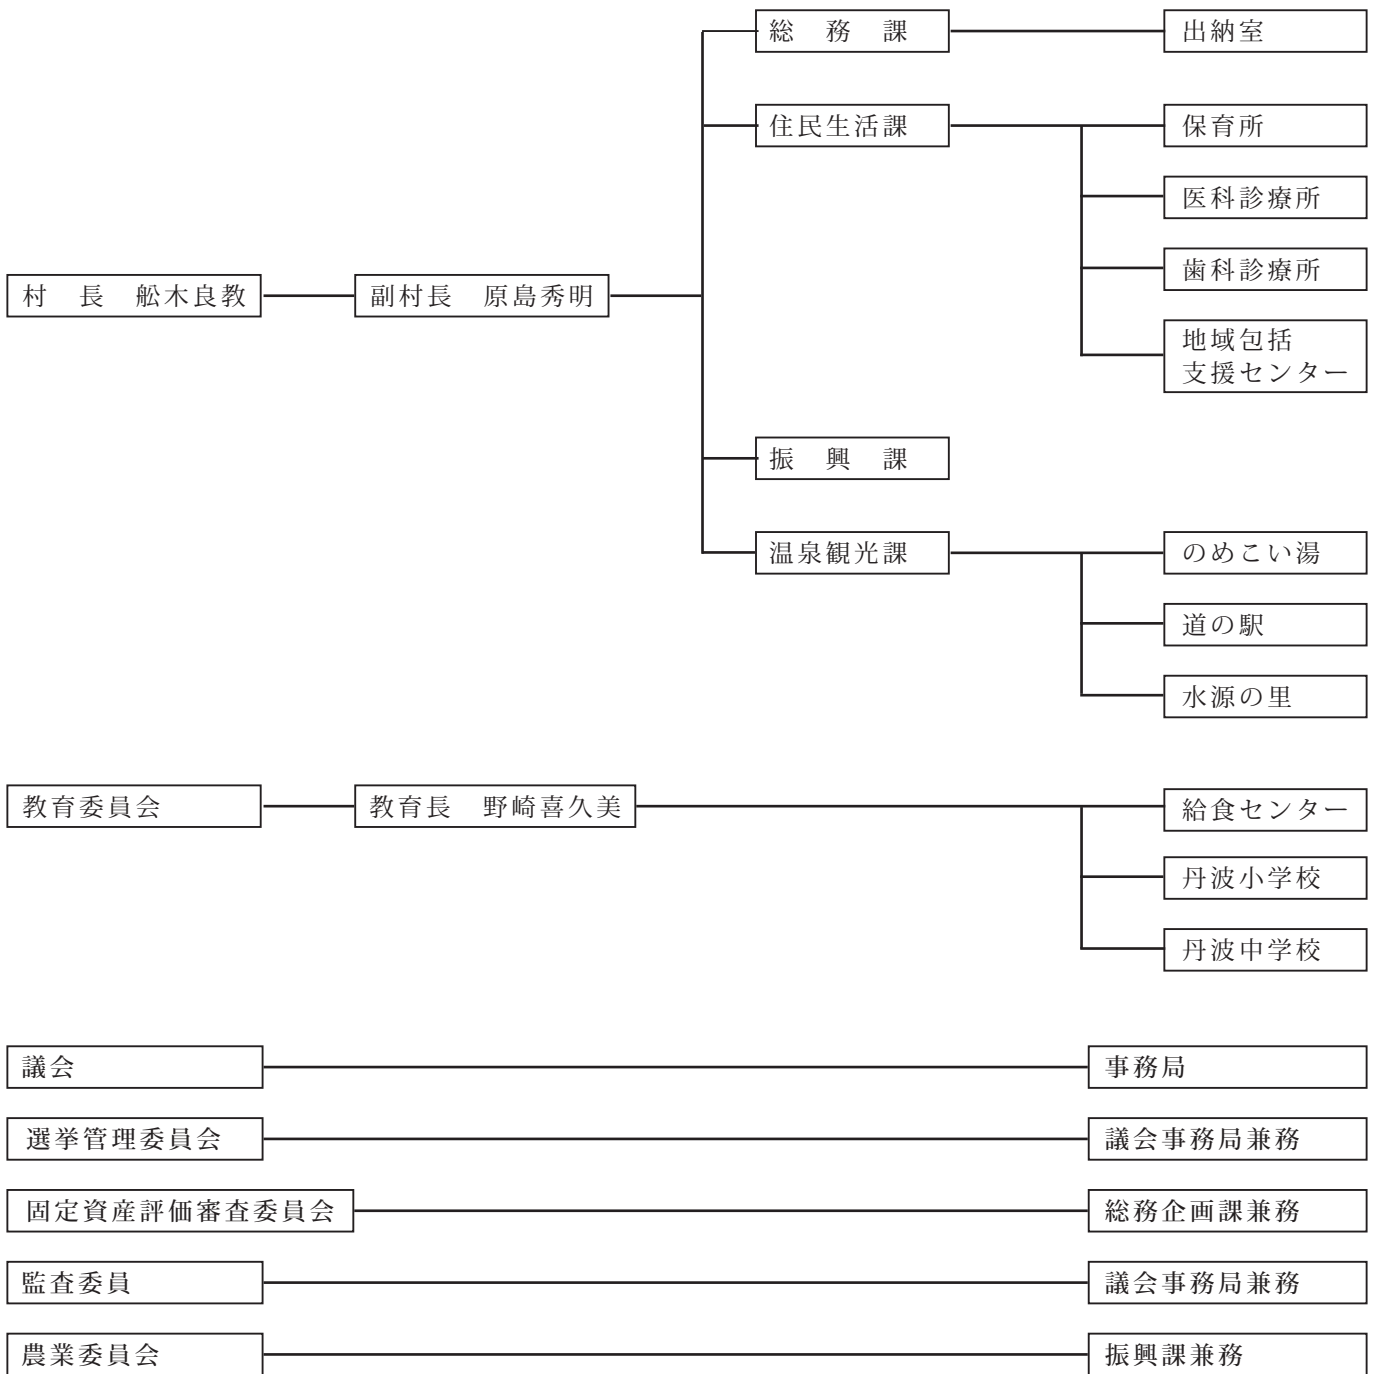 総　務　課
出納室
住民生活課
保育所
医科診療所
歯科診療所
地域包括
支援センター
村　長　舩木良教
副村長　原島秀明
振　興　課
温泉観光課
のめこい湯
道の駅
水源の里
教育委員会
教育長　野崎喜久美
給食センター
丹波小学校
丹波中学校
議会
事務局
選挙管理委員会
議会事務局兼務
固定資産評価審査委員会
総務企画課兼務
監査委員
議会事務局兼務
農業委員会
振興課兼務